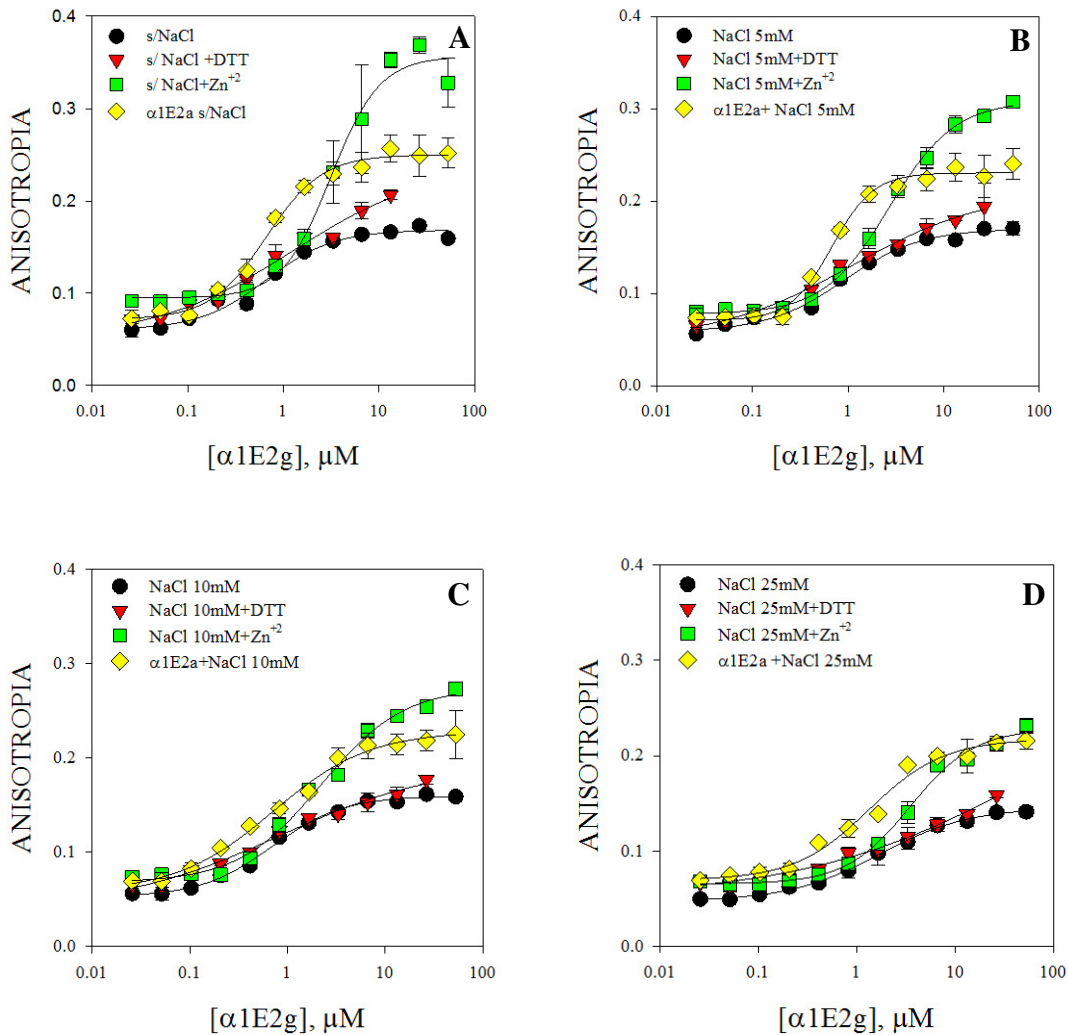 A
s/NaCl
s/ NaCl +DTT
s/ NaCl+Zn+2
α1E2a s/NaCl
ANISOTROPIA
0.4
0.3
0.2
0.1
0.0
0.01 0.1 1 10 100
[α1E2g], μM
B
NaCl 5mM
NaCl 5mM+DTT
NaCl 5mM+Zn+2
α1E2a+ NaCl 5mM
ANISOTROPIA
0.4
0.3
0.2
0.1
0.0
0.01 0.1 1 10 100
[α1E2g], μM
C
NaCl 10mM
NaCl 10mM+DTT
NaCl 10mM+Zn+2
α1E2a+NaCl 10mM
ANISOTROPIA
0.4
0.3
0.2
0.1
0.0
0.01 0.1 1 10 100
[α1E2g], μM
D
NaCl 25mM
NaCl 25mM+DTT
NaCl 25mM+Zn+2
α1E2a +NaCl 25mM
ANISOTROPIA
0.4
0.3
0.2
0.1
0.0
0.01 0.1 1 10 100
[α1E2g], μM